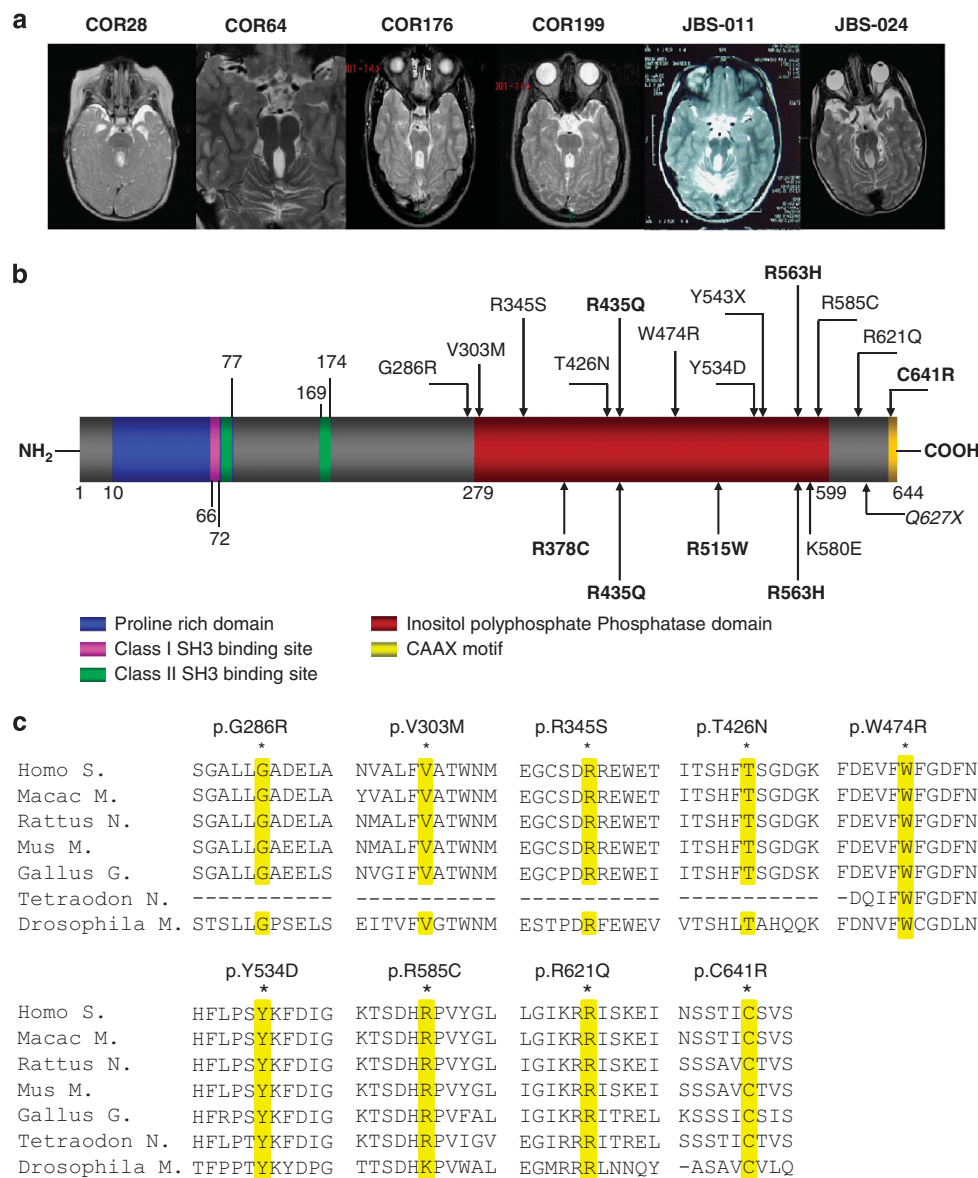 a
COR28 COR64 COR176 COR199 JBS-011 JBS-024
a
301-14
301-14
b
R563H
Y543X
R345S R435Q R585C
W474R
R621Q
V303M
77 174 G286R T426N Y534D
C641R
169
NH2 COOH
1 10 279 599 644
66
72
Q627X
R378C R515W K580E
R435Q R563H
Proline rich domain Inositol polyphosphate Phosphatase domain
Class I SH3 binding site CAAX motif
Class II SH3 binding site
c
p.G286R p.V303M p.R345S p.T426N p.W474R
* * * * *
Homo S. SGALLGADELA NVALFVATWNM EGCSDRREWET ITSHFTSGDGK FDEVFWFGDFN
Macac M. SGALLGADELA YVALFVATWNM EGCSDRREWET ITSHFTSGDGK FDEVFWFGDFN
Rattus N. SGALLGADELA NMALFVATWNM EGCSDRREWET ITSHFTSGDGK FDEVFWFGDFN
Mus M. SGALLGAEELA NMALFVATWNM EGCSDRREWET ITSHFTSGDGK FDEVFWFGDFN
Gallus G. SGALLGAEELS NVGIFVATWNM EGCPDRREWEI ITSHFTSGDSK FDEVFWFGDFN
Tetraodon N. ----------- ----------- ----------- ----------- -DQIFWFGDFN
Drosophila M. STSLLGPSELS EITVFVGTWNM ESTPDRFEWEV VTSHLTAHQQK FDNVFWCGDLN
p.Y534D p.R585C p.R621Q p.C641R
* * * *
Homo S. HFLPSYKFDIG KTSDHRPVYGL LGIKRRISKEI NSSTICSVS
Macac M. HFLPSYKFDIG KTSDHRPVYGL LGIKRRISKEI NSSTICSVS
Rattus N. HFLPSYKFDIG KTSDHRPVYGL IGIKRRISKEI SSSAVCTVS
Mus M. HFLPSYKFDIG KTSDHRPVYGL IGIKRRISKEI SSSAVCTVS
Gallus G. HFRPSYKFDIG KTSDHRPVFAL IGIKRRITREL KSSSICSIS
Tetraodon N. HFLPTYKFDIG KTSDHRPVIGV EGIRRRITREL CSSTICTVS
Drosophila M. TFPPTYKYDPG TTSDHKPVWAL EGMRRRLNNQY -ASAVCVLQ